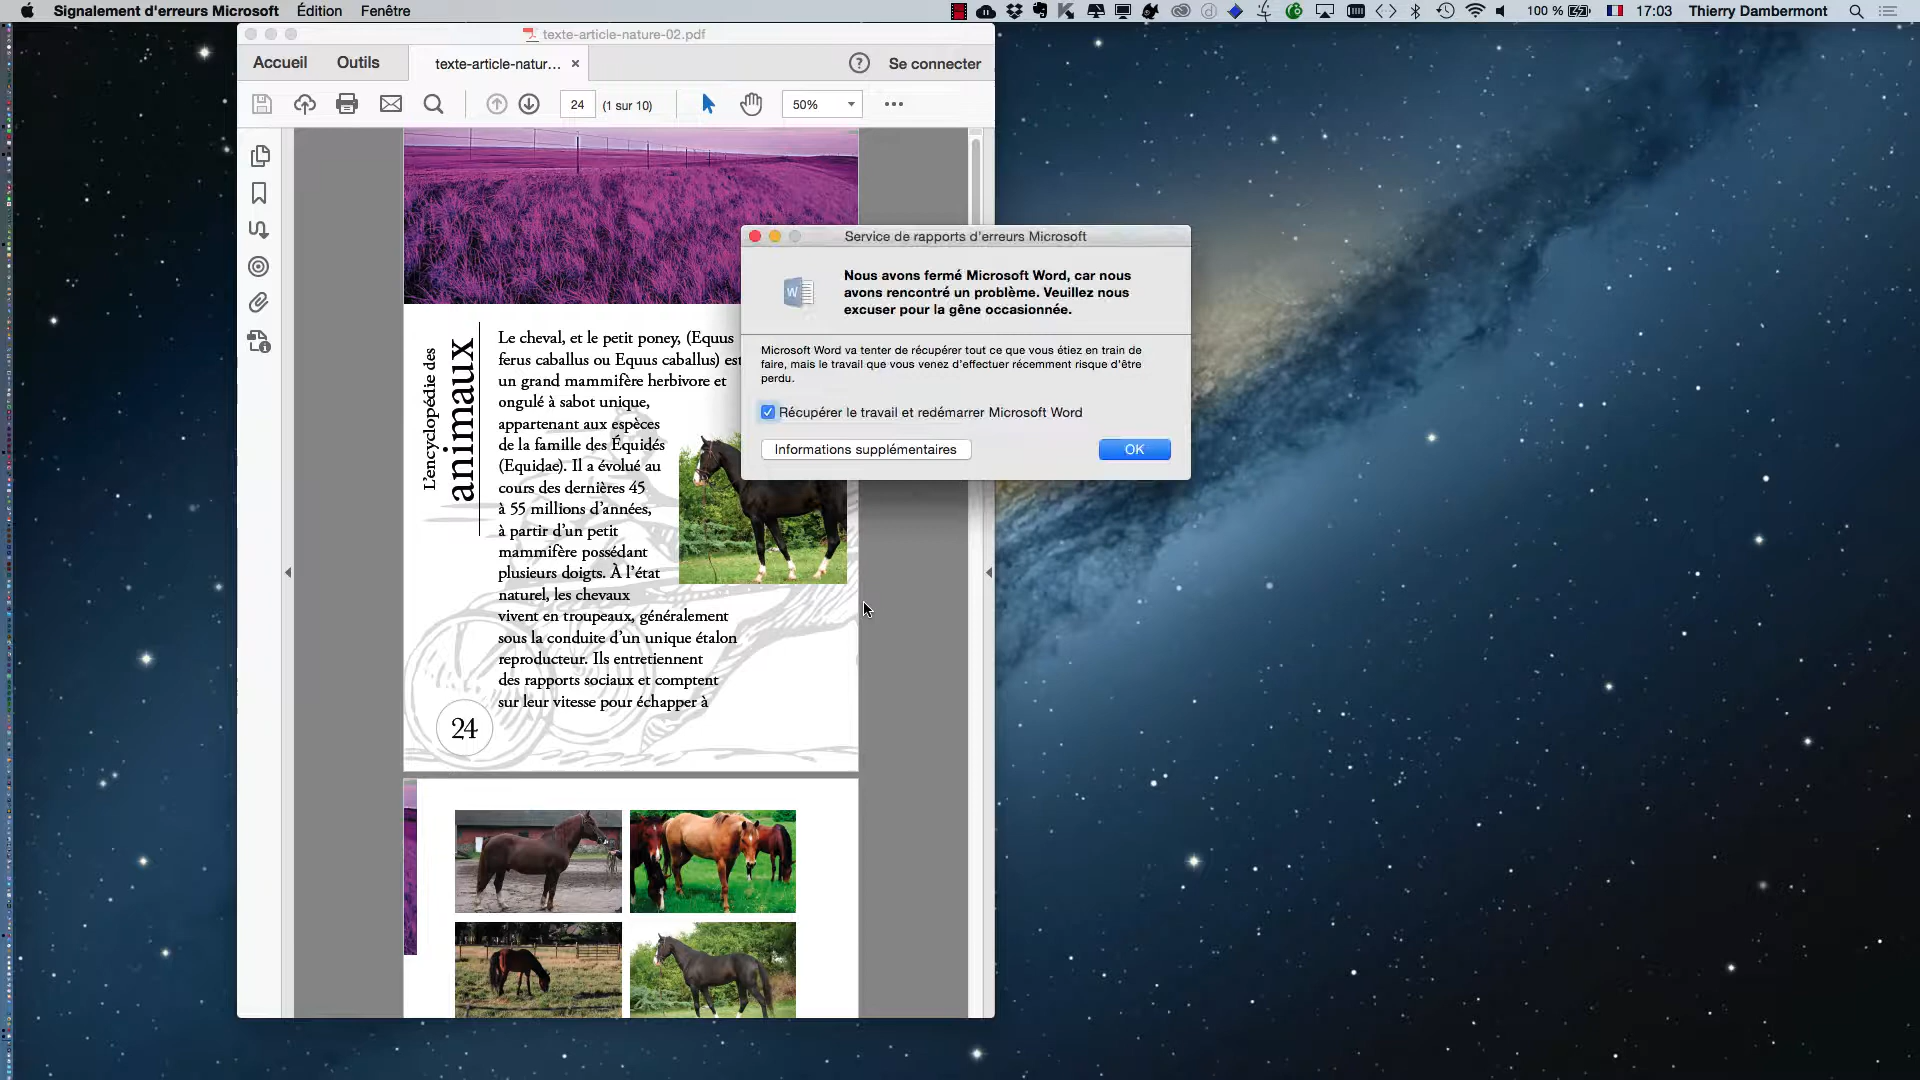 Signalement d'erreurs Microsoft Édition Fenêtre
100 % 17:03 Thierry Dambermont
texte-article-nature-02.pdf
Accueil Outils texte-article-natur... × ? Se connecter
24 (1 sur 10) 50%
Service de rapports d'erreurs Microsoft
W
Nous avons fermé Microsoft Word, car nous
avons rencontré un problème. Veuillez nous
excuser pour la gêne occasionnée.
Microsoft Word va tenter de récupérer tout ce que vous étiez en train de
faire, mais le travail que vous venez d'effectuer récemment risque d'être
perdu.
Récupérer le travail et redémarrer Microsoft Word
Informations supplémentaires OK
L'encyclopédie des
animaux
Le cheval, et le petit poney, (Equus
ferus caballus ou Equus caballus) est
un grand mammifère herbivore et
ongulé à sabot unique,
appartenant aux espèces
de la famille des Équidés
(Equidae). Il a évolué au
cours des dernières 45
à 55 millions d'années,
à partir d'un petit
mammifère possédant
plusieurs doigts. À l'état
naturel, les chevaux
vivent en troupeaux, généralement
sous la conduite d'un unique étalon
reproducteur. Ils entretiennent
des rapports sociaux et comptent
sur leur vitesse pour échapper à
24